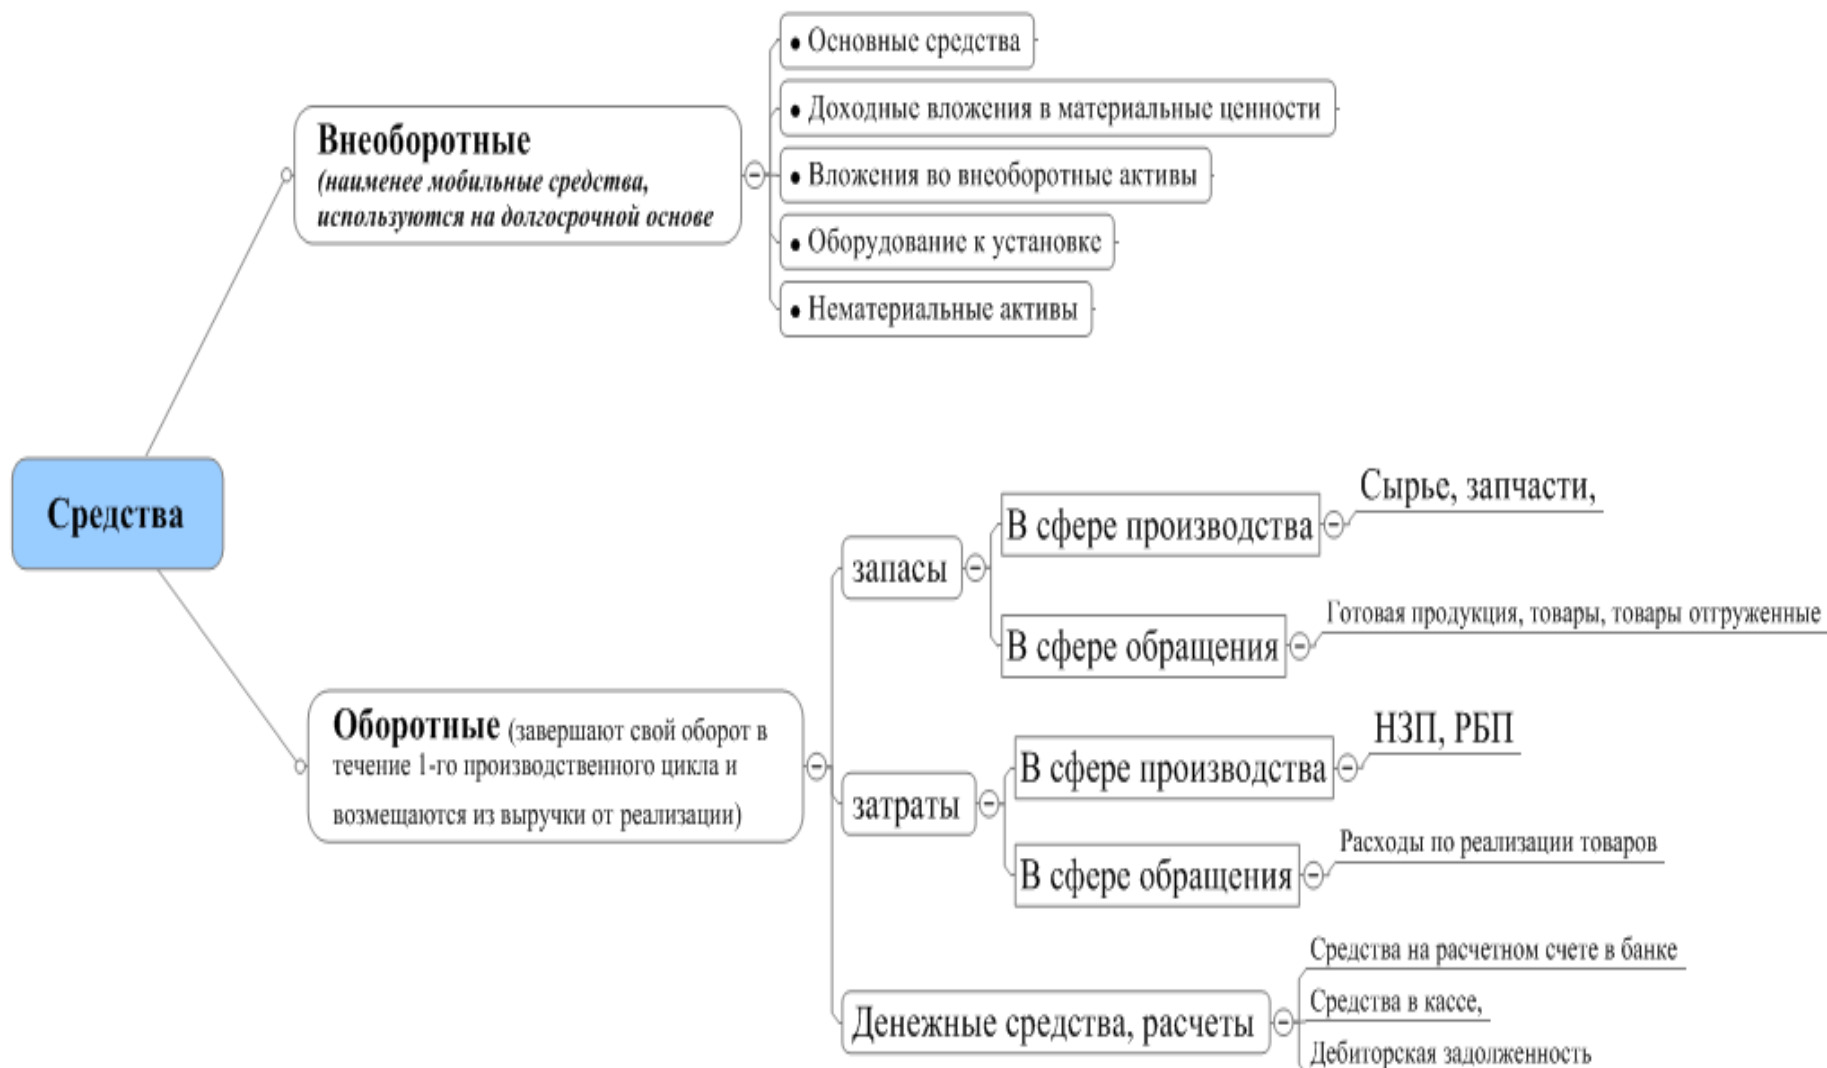 • Основные средства
• Доходные вложения в материальные ценности
Внеоборотные
(наименее мобильные средства,
используются на долгосрочной основе
• Вложения во внеоборотные активы
• Оборудование к установке
• Нематериальные активы
Средства
запасы
В сфере производства
Сырье, запчасти,
В сфере обращения
Готовая продукция, товары, товары отгруженные
Оборотные (завершают свой оборот в
течение 1-го производственного цикла и
возмещаются из выручки от реализации)
затраты
В сфере производства
НЗП, РБП
В сфере обращения
Расходы по реализации товаров
Денежные средства, расчеты
Средства на расчетном счете в банке
Средства в кассе,
Дебиторская задолженность